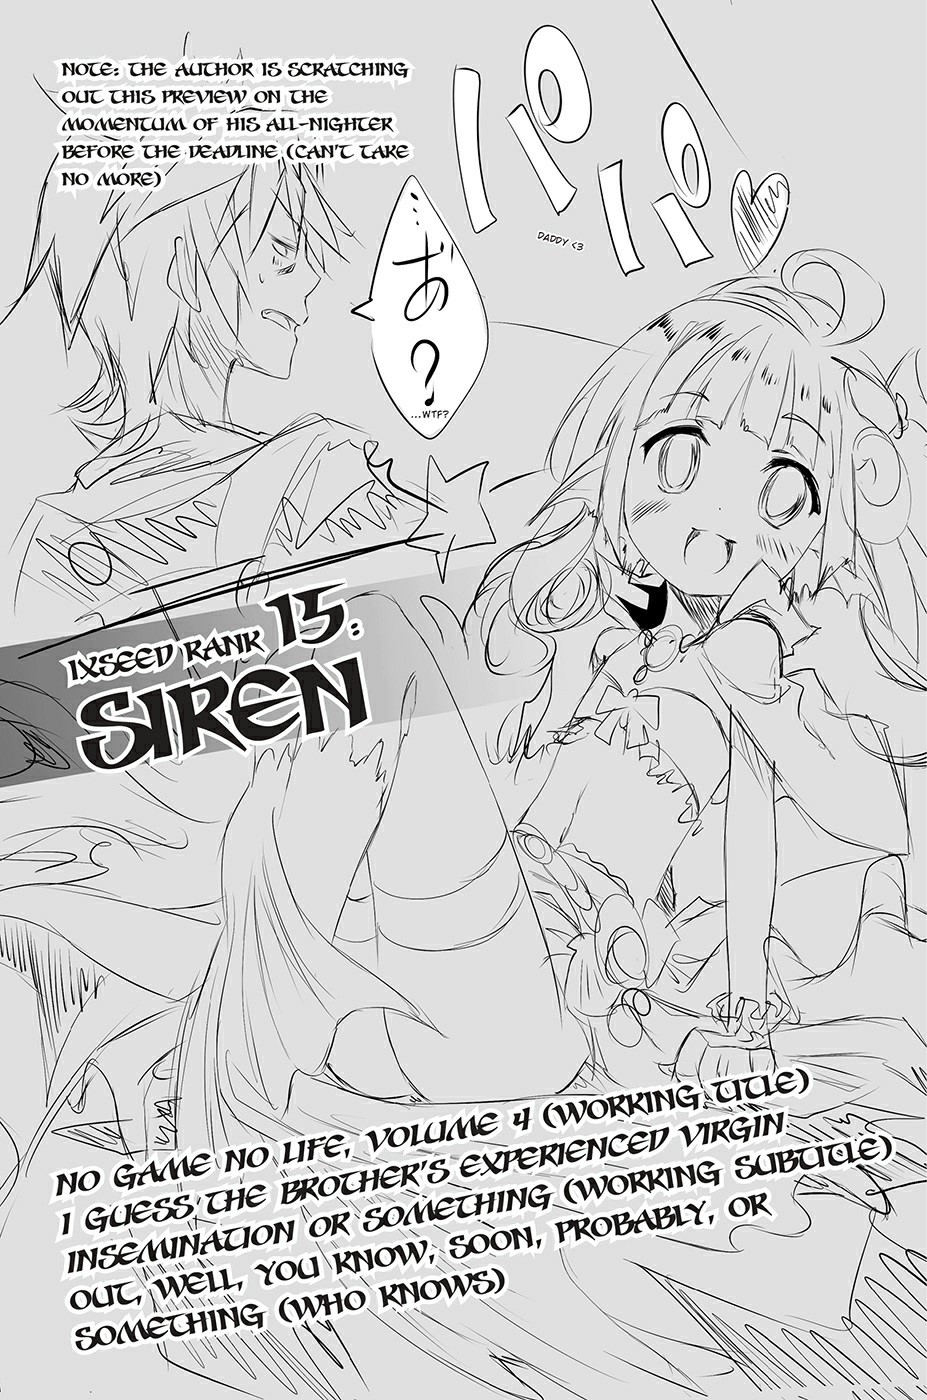 NOTE: THE AUTHOR IS SCRATCHING
OUT THIS PREVIEW ON THE
MOMENTUM OF HIS ALL-NIGHTER
BEFORE THE DEADLINE (CAN'T TAKE
NO MORE)
パパ
DADDY <3
…お?
...WTF?
IXSEED RANK 15:
SIREN
NO GAME NO LIFE, VOLUME 4 (WORKING TITLE)
I GUESS THE BROTHER'S EXPERIENCED VIRGIN
INSEMINATION OR SOMETHING (WORKING SUBTITLE)
OUT, WELL, YOU KNOW, SOON, PROBABLY, OR
SOMETHING (WHO KNOWS)